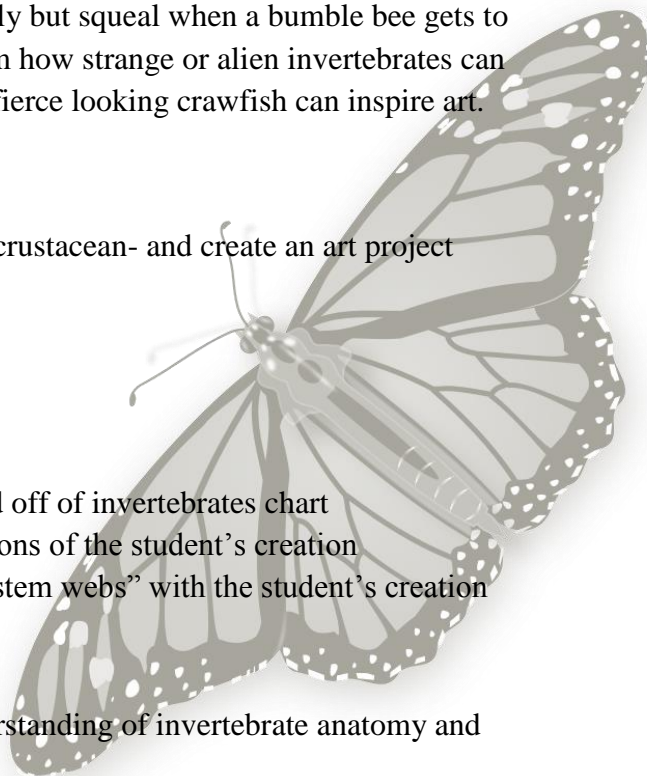 ly but squeal when a bumble bee gets to
n how strange or alien invertebrates can
fierce looking crawfish can inspire art.
crustacean- and create an art project
d off of invertebrates chart
ons of the student’s creation
stem webs” with the student’s creation
rstanding of invertebrate anatomy and